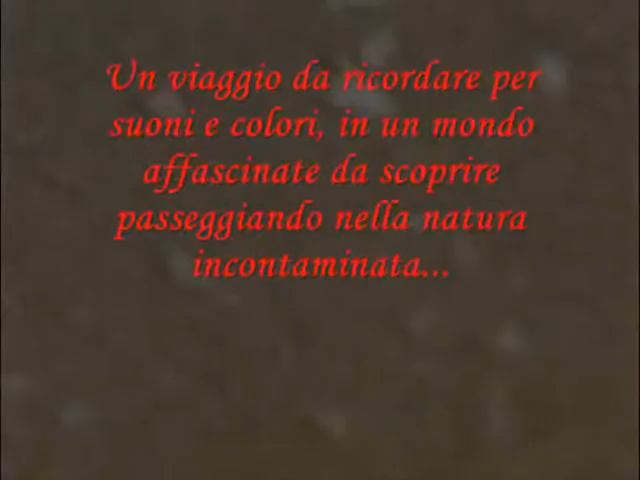 Un viaggio da ricordare per
suoni e colori, in un mondo
affascinate da scoprire
passeggiando nella natura
incontaminata...